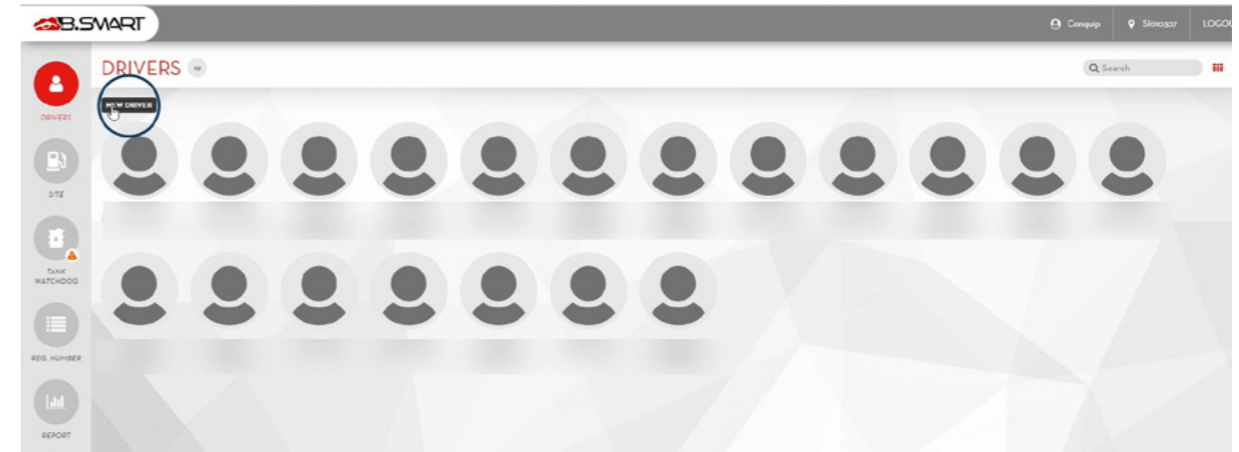 B.SMART
Conquip
LOGOU
DRIVERS
Search
NEW DRIVER
DRIVERS
SITE
TANK
WATCHDOG
REG. NUMBER
REPORT